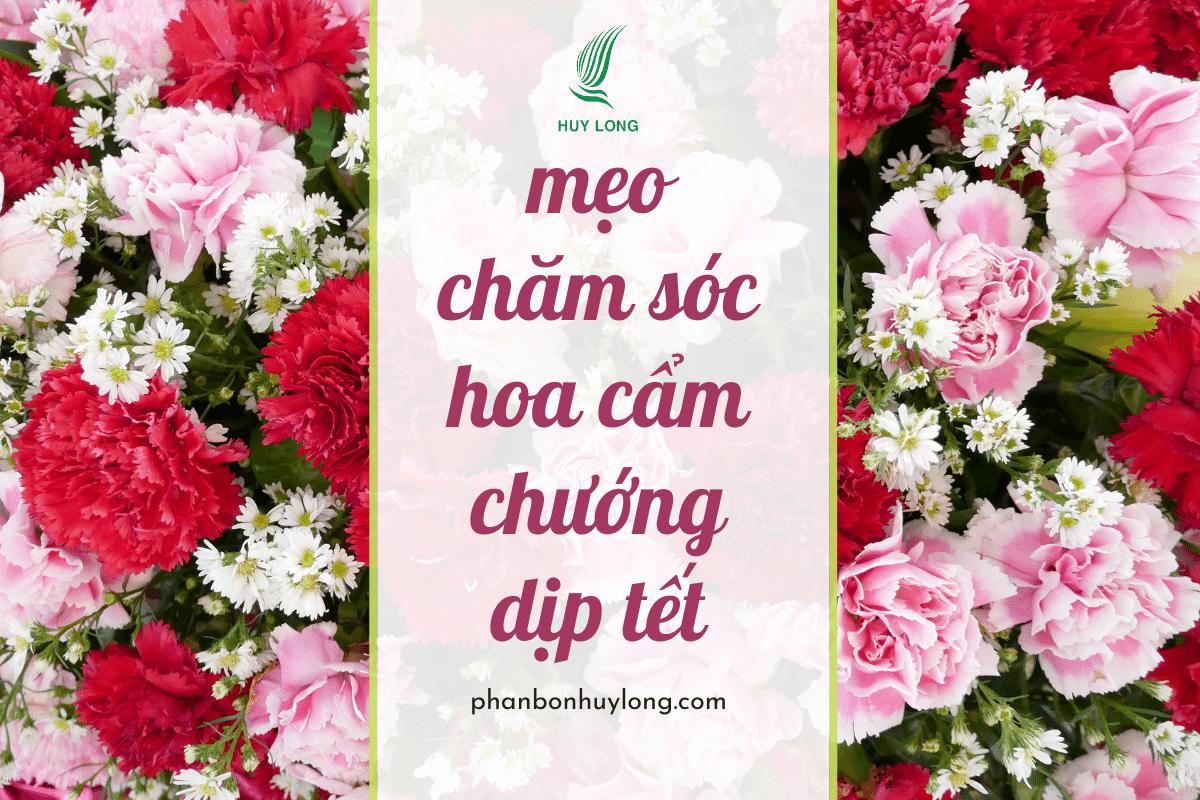 HUY LONG
mẹo
chăm sóc
hoa cẩm
chướng
dịp tết
phanbonhuylong.com